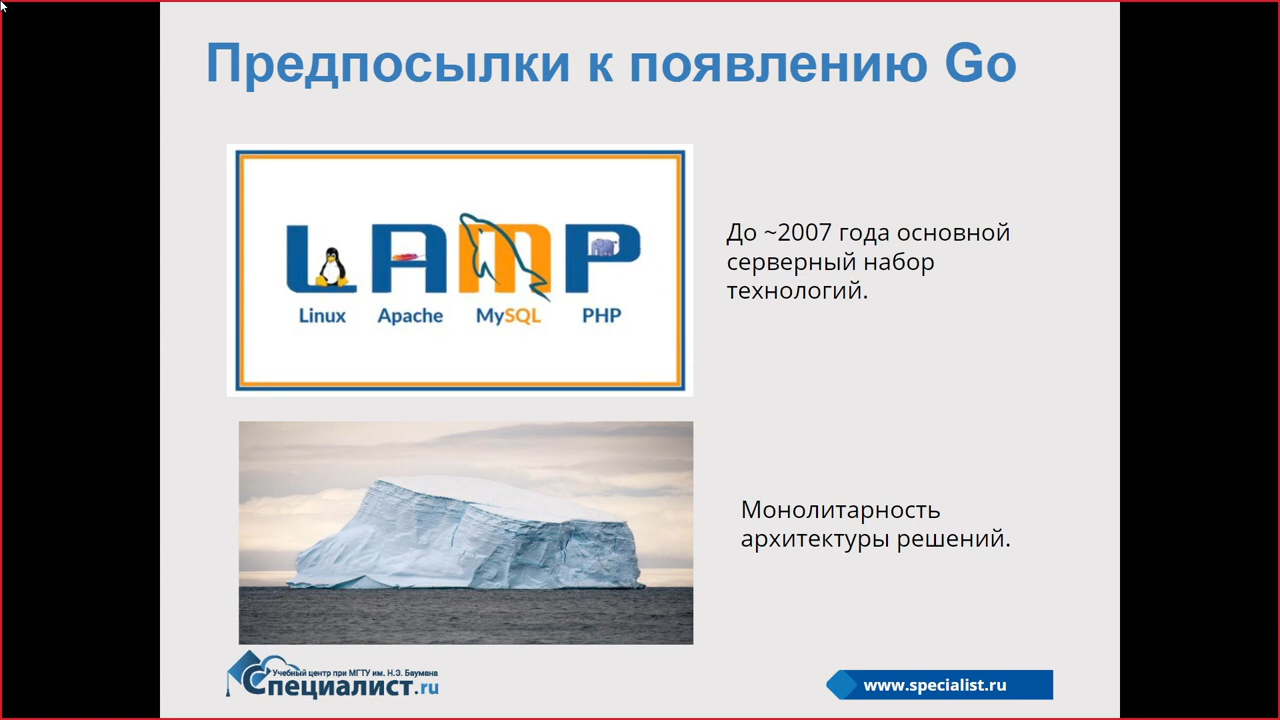 Предпосылки к появлению Go
LAMP
Linux Apache MySQL PHP
До ~2007 года основной
серверный набор
технологий.
Монолитарность
архитектуры решений.
Учебный центр при МГТУ им. Н.Э. Баумана
Специалист.ru
www.specialist.ru